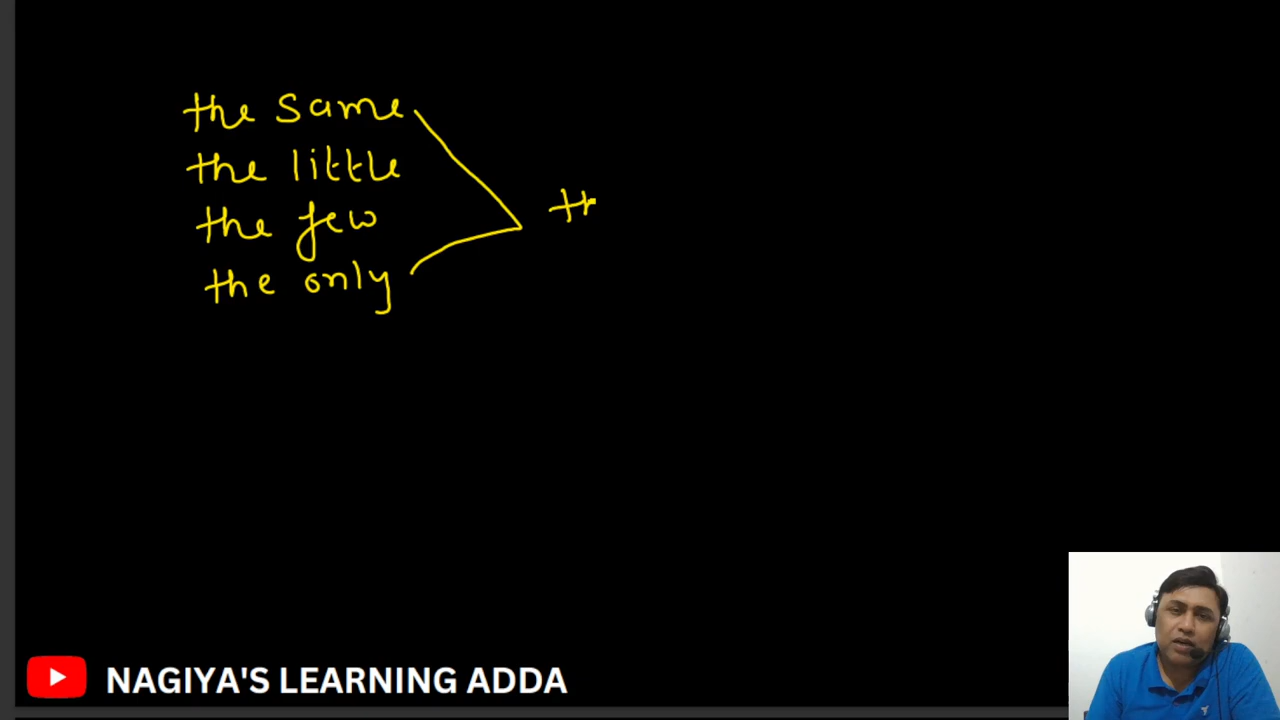 the same
the little
the few
the only
NAGIYA'S LEARNING ADDA